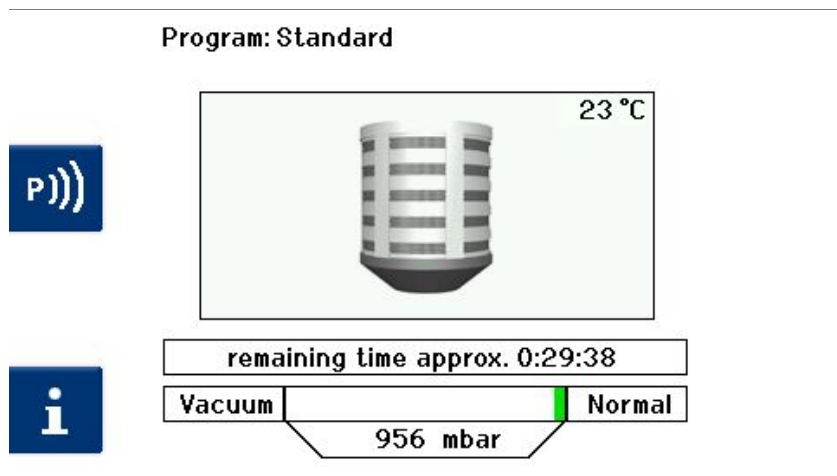 Program: Standard
23 °C
P)))
remaining time approx. 0:29:38
Vacuum
Normal
i
956 mbar